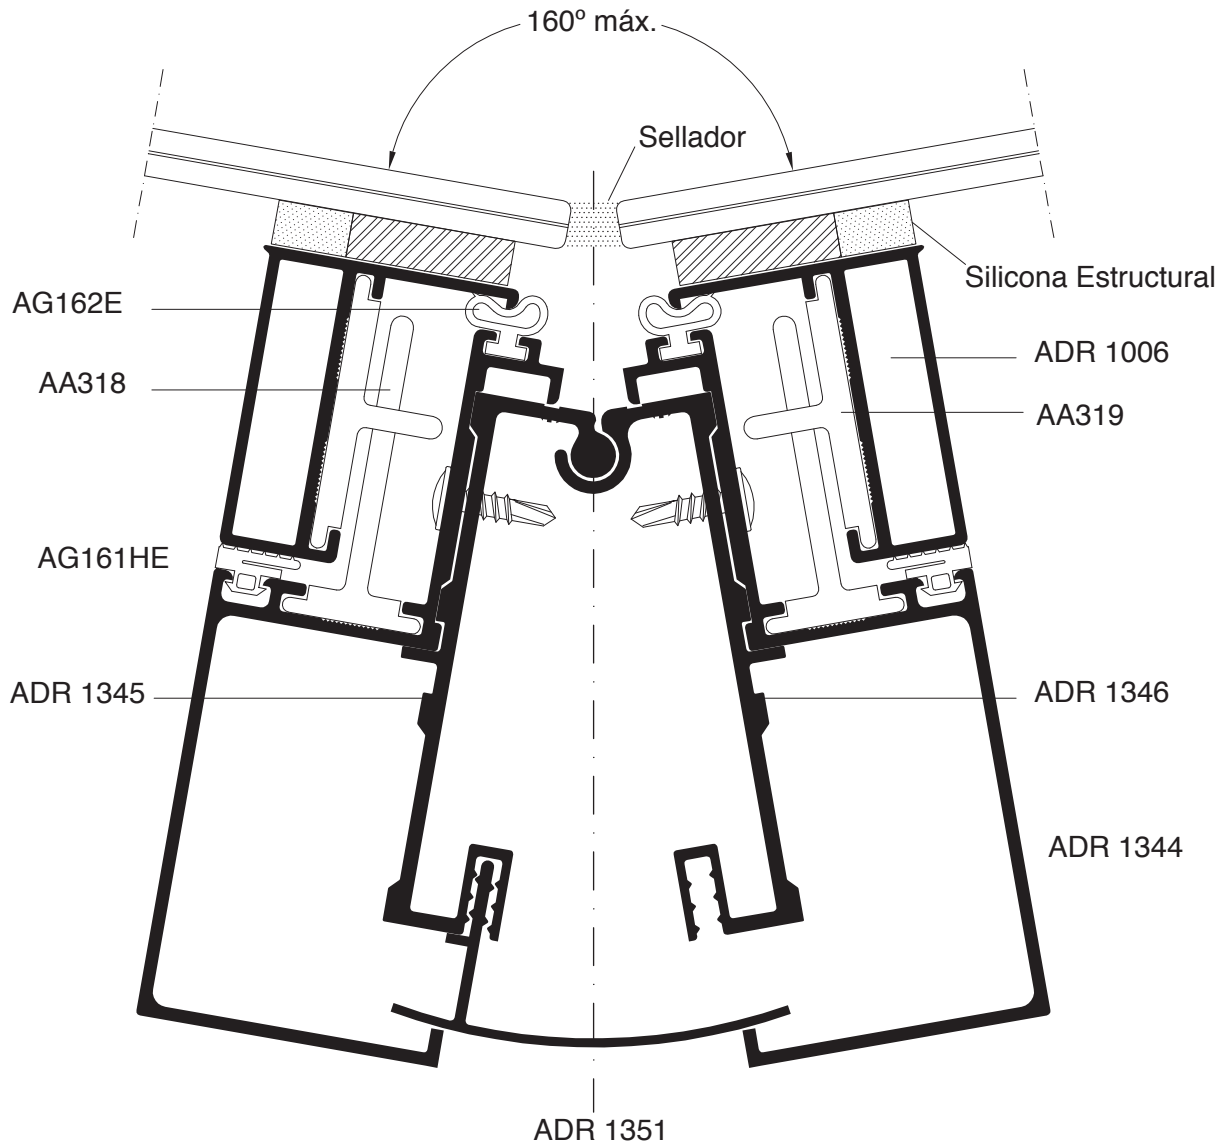 160º máx.
Sellador
Silicona Estructural
AG162E
ADR 1006
AA318
AA319
AG161HE
ADR 1345
ADR 1346
ADR 1344
ADR 1351